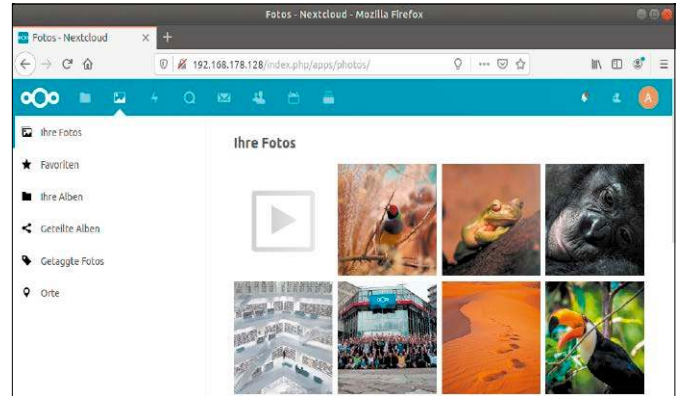 Fotos - Nextcloud - Mozilla Firefox
Fotos - Nextcloud
192.168.178.128/index.php/apps/photos/
A
Ihre Fotos
Favoriten
Ihre Alben
Geteilte Alben
Getaggte Fotos
Orte
Ihre Fotos